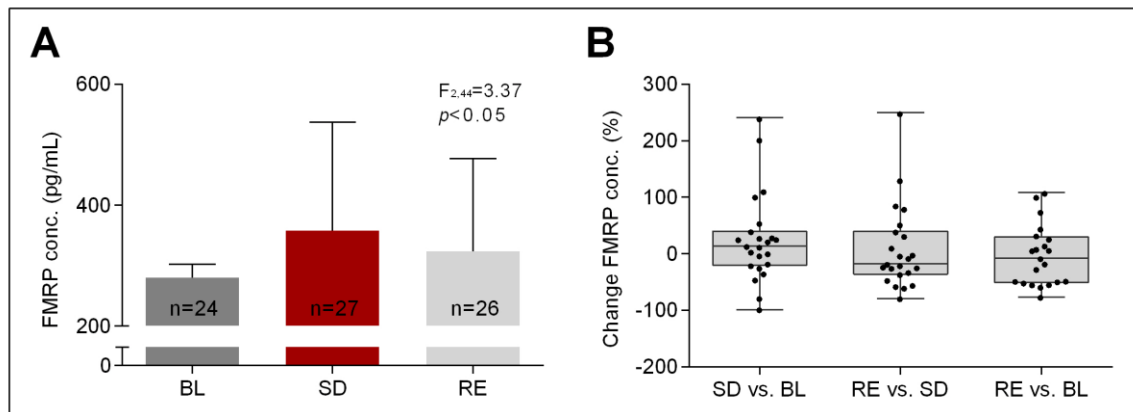 A
FMRP conc. (pg/mL)
600
400
200
0
F2,44=3.37
p<0.05
n=24
n=27
n=26
BL
SD
RE
B
Change FMRP conc. (%)
300
200
100
0
-100
-200
SD vs. BL
RE vs. SD
RE vs. BL